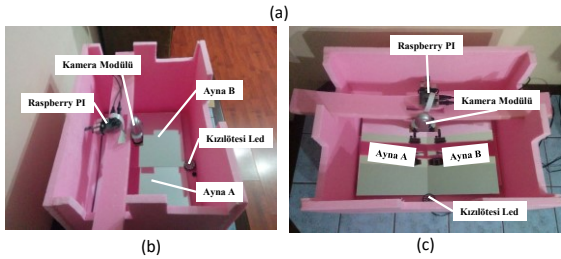 (a)
Kamera Modülü
Ayna B
Raspberry PI
Kızılötesi Led
Ayna A
(b)
Raspberry PI
Kamera Modülü
Ayna A
Ayna B
Kızılötesi Led
(c)